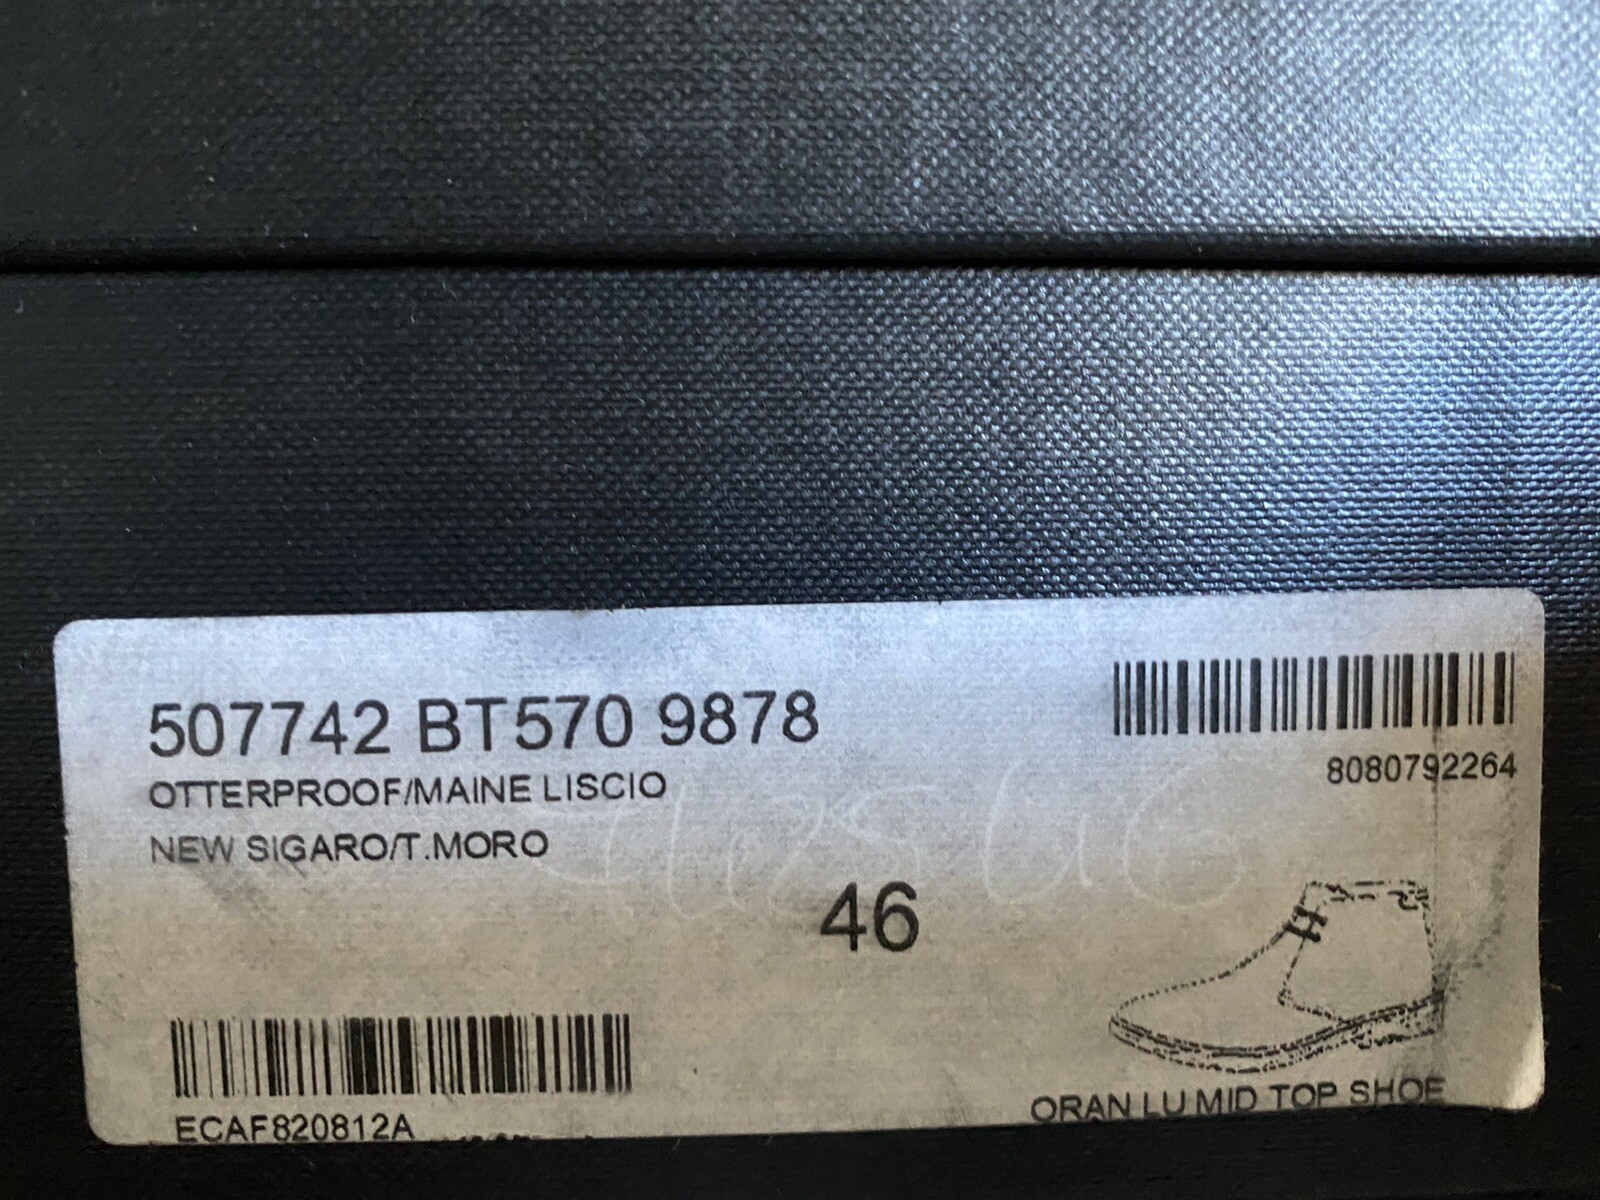 507742 BT570 9878
8080792264
OTTERPROOF/MAINE LISCIO
NEW SIGARO/T.MORO
46
ECAF820812A
ORAN LU MID TOP SHOE